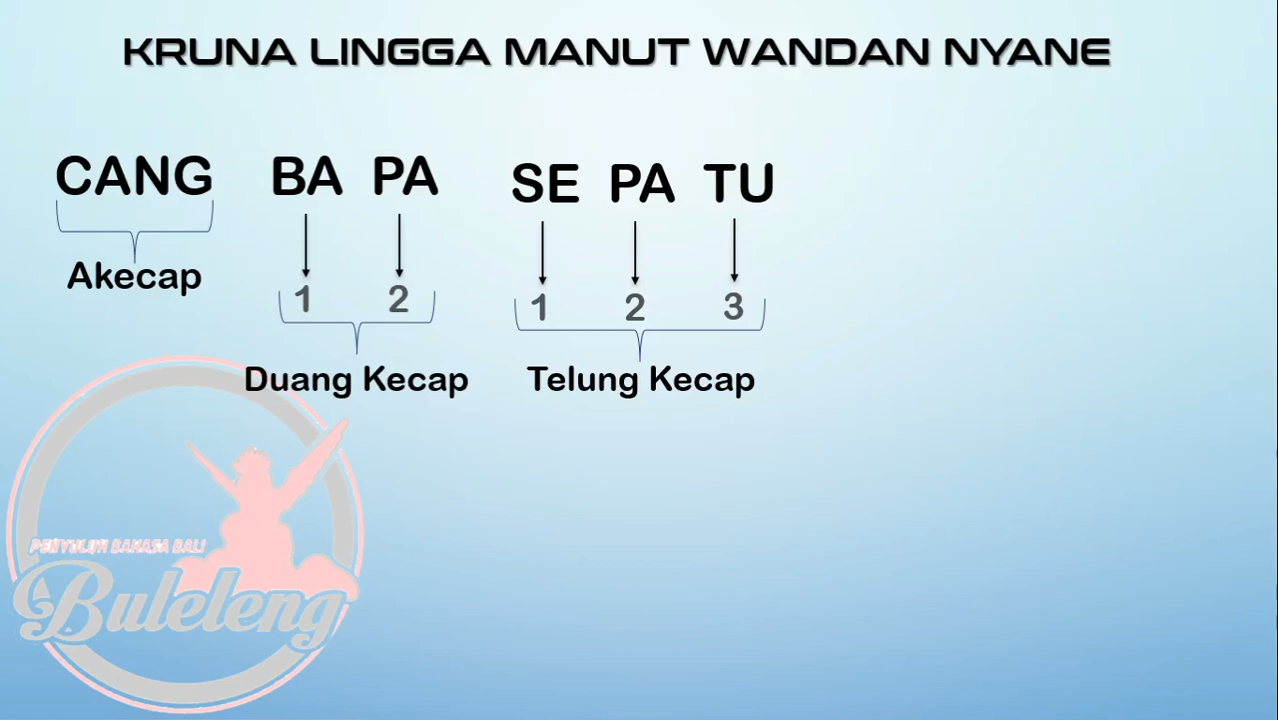 KRUNA LINGGA MANUT WANDAN NYANE
CANG BA PA SE PA TU
Akecap
1 2 1 2 3
Duang Kecap Telung Kecap
PENYULUH BAHASA BALI
Buleleng